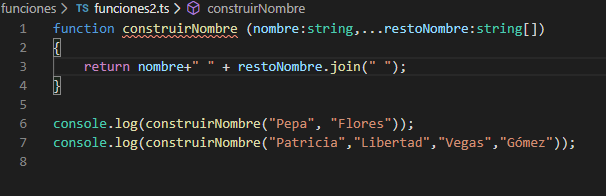 funciones > TS funciones2.ts > construirNombre
1 function construirNombre (nombre:string,...restoNombre:string[])
2 {
3     return nombre+" " + restoNombre.join(" ");
4 }
5
6 console.log(construirNombre("Pepa", "Flores"));
7 console.log(construirNombre("Patricia","Libertad","Vegas","Gómez"));
8